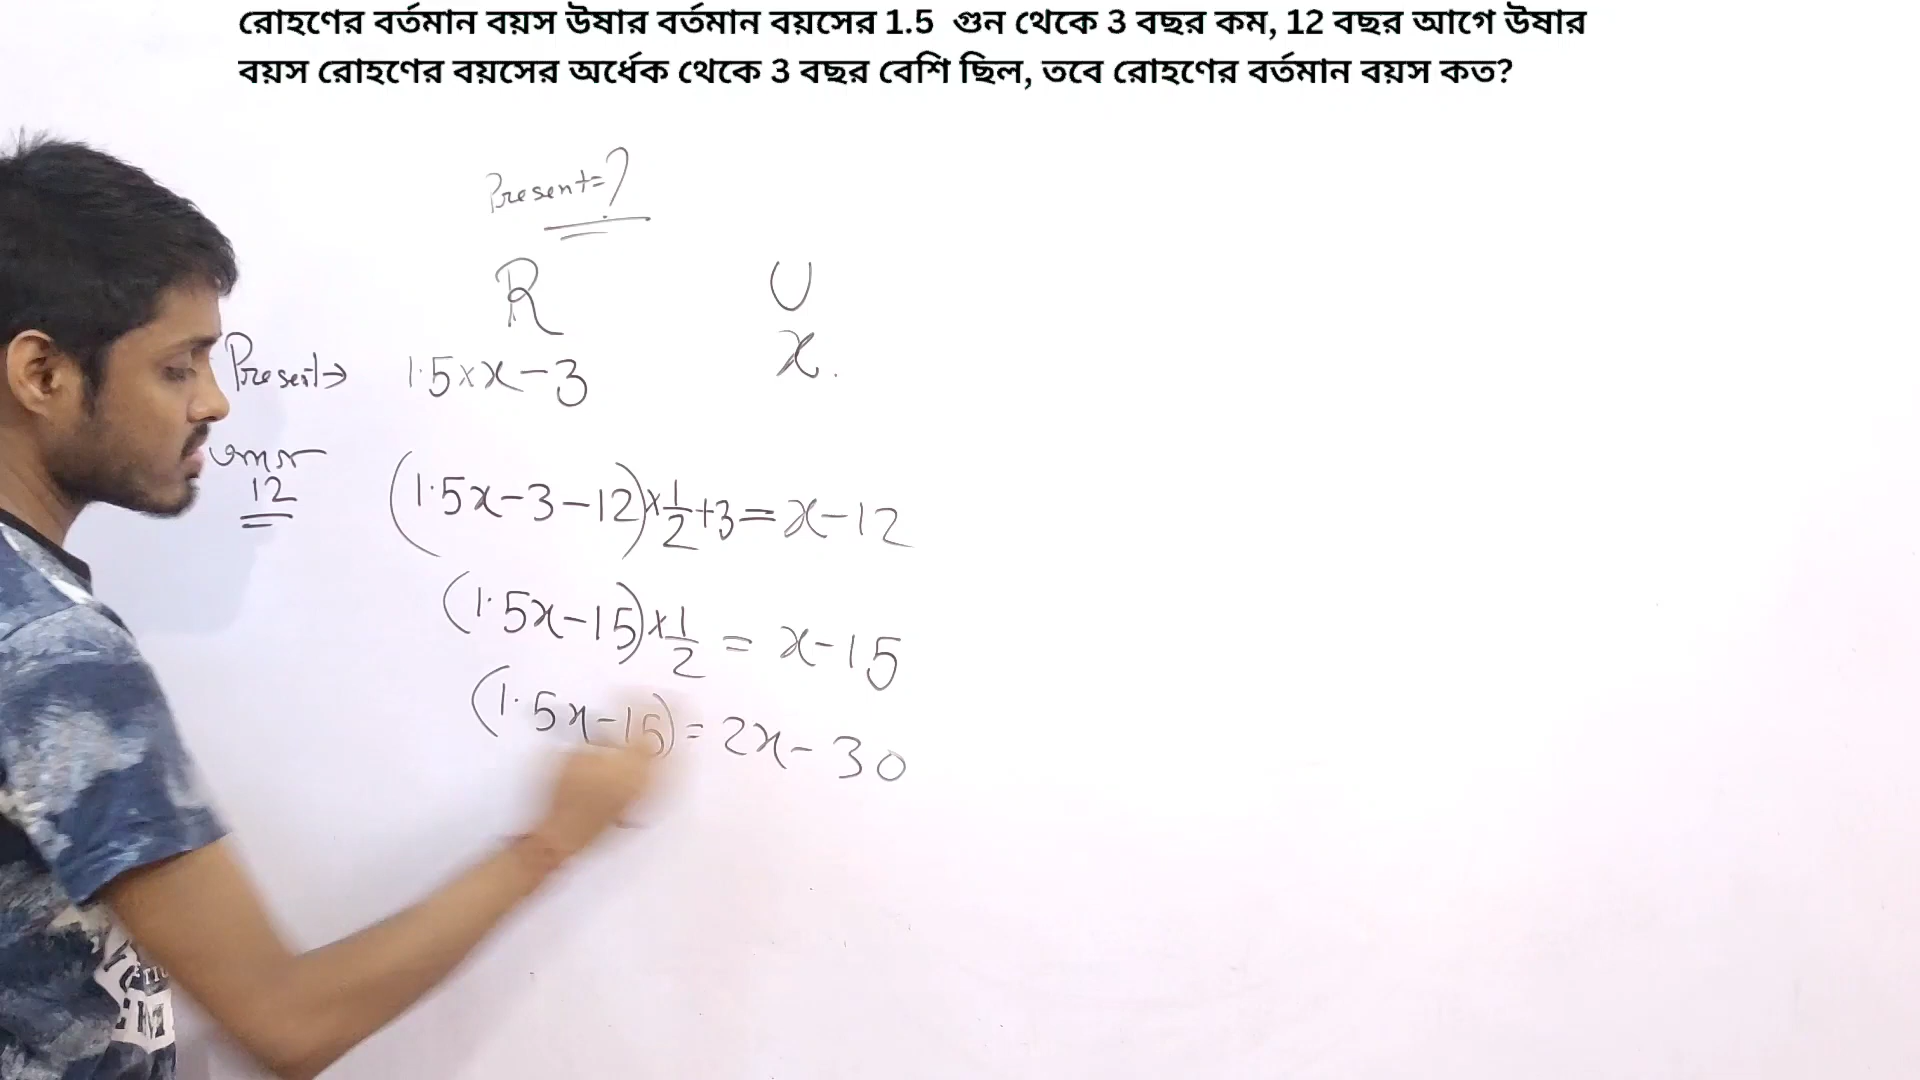 রোহণের বর্তমান বয়স উষার বর্তমান বয়সের 1.5 গুন থেকে 3 বছর কম, 12 বছর আগে উষার
বয়স রোহণের বয়সের অর্ধেক থেকে 3 বছর বেশি ছিল, তবে রোহণের বর্তমান বয়স কত?
Present=?
R U
Present→ 1.5×x-3 x.
12 (1.5x-3-12)×1/2+3=x-12
(1.5x-15)×1/2 = x-15
(1.5x-15)=2x-30